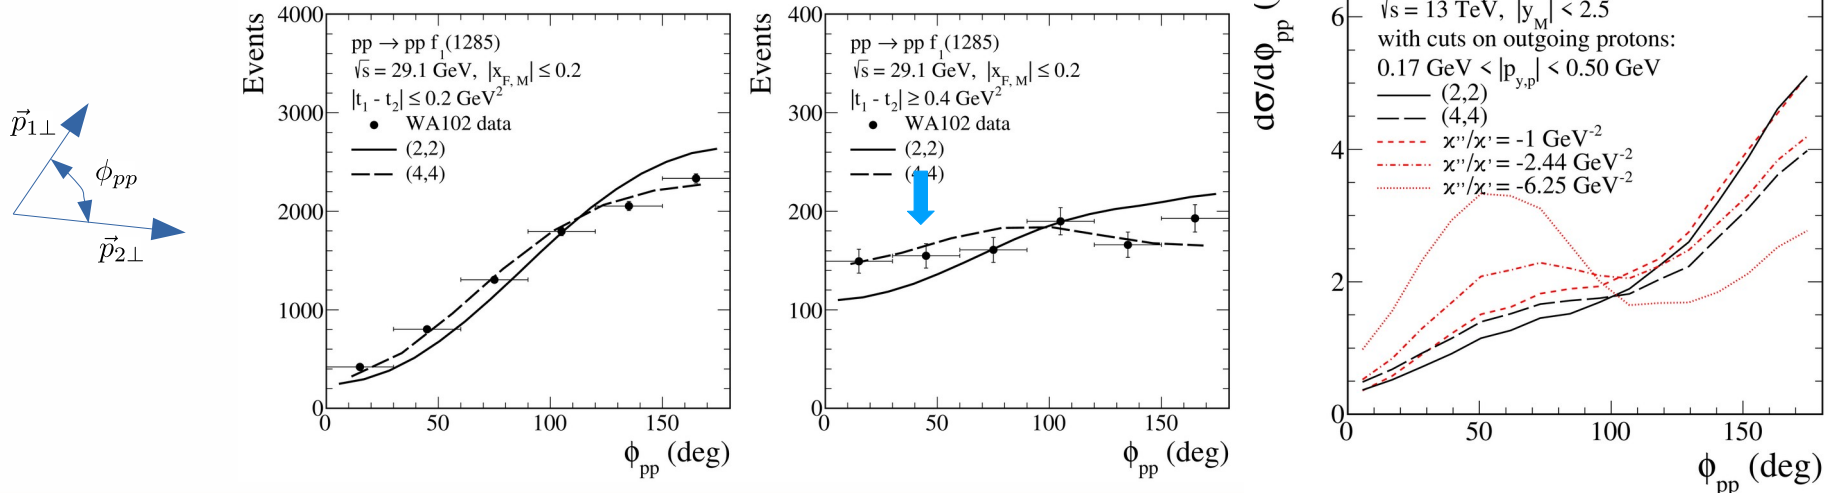 p⃗1⊥
ϕpp
p⃗2⊥
Events
4000
3000
2000
1000
0
pp → pp f1(1285)
√s = 29.1 GeV, |xF, M| ≤ 0.2
|t1 - t2| ≤ 0.2 GeV2
WA102 data
(2,2)
(4,4)
0 50 100 150
ϕpp (deg)
Events
400
300
200
100
0
pp → pp f1(1285)
√s = 29.1 GeV, |xF, M| ≤ 0.2
|t1 - t2| ≥ 0.4 GeV2
WA102 data
(2,2)
(4,4)
0 50 100 150
ϕpp (deg)
dσ/dϕpp (
6
4
2
0
√s = 13 TeV, |yM| < 2.5
with cuts on outgoing protons:
0.17 GeV < |py,p| < 0.50 GeV
(2,2)
(4,4)
ϰ''/ϰ' = -1 GeV-2
ϰ''/ϰ' = -2.44 GeV-2
ϰ''/ϰ' = -6.25 GeV-2
0 50 100 150
ϕpp (deg)